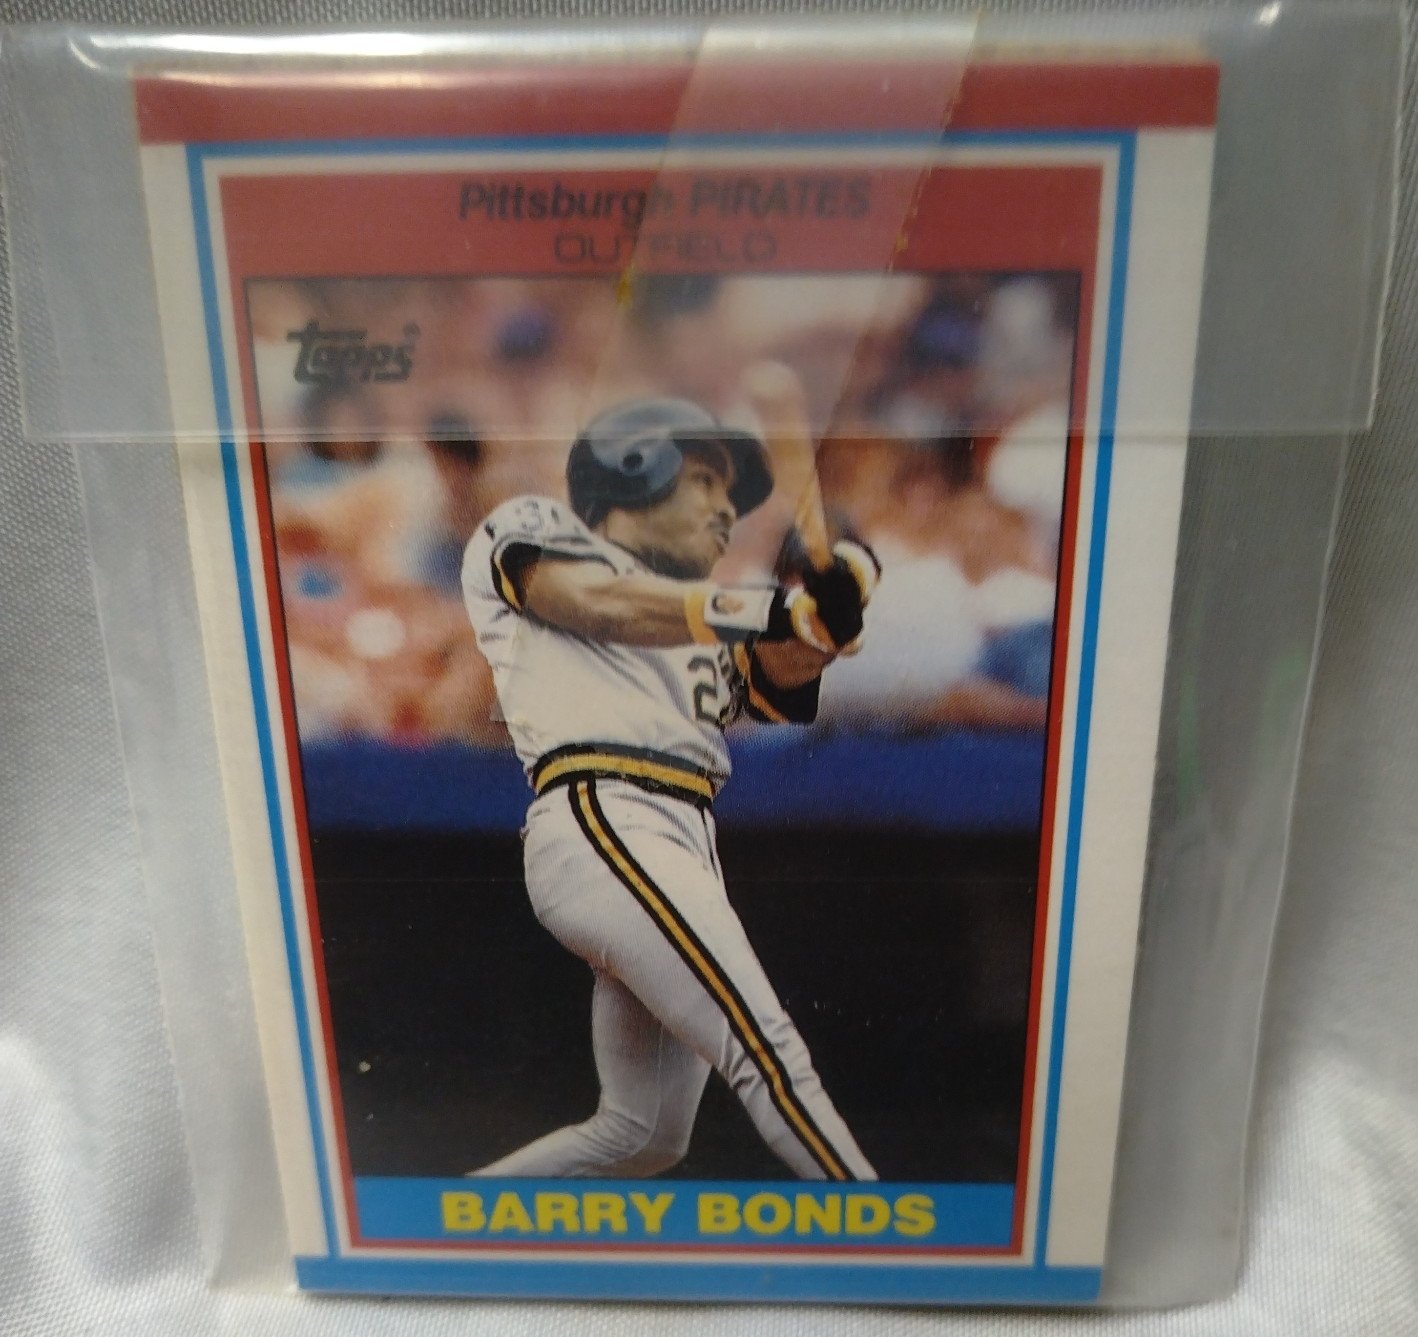 Pittsburgh PIRATES
OUTFIELD
Topps
BARRY BONDS